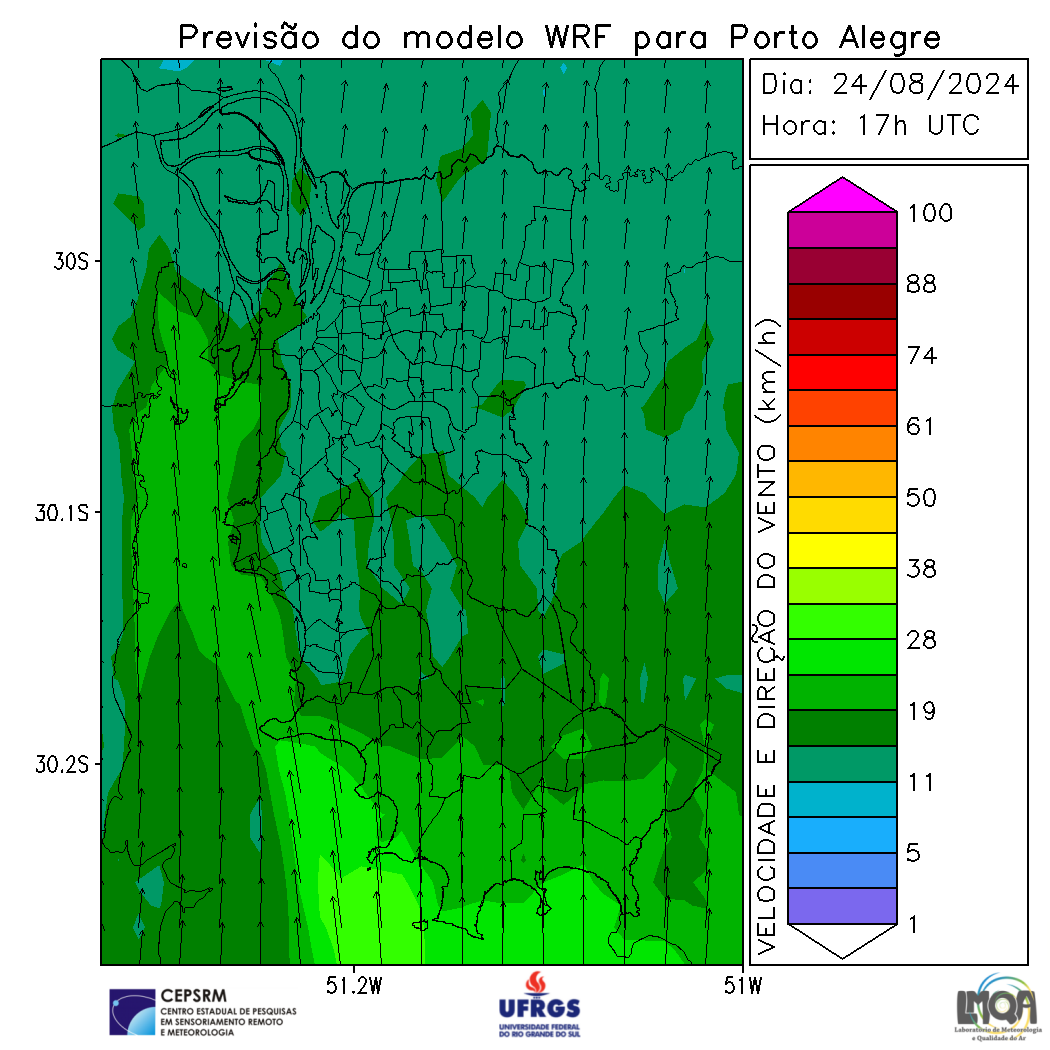 Previsão do modelo WRF para Porto Alegre
Dia: 24/08/2024
Hora: 17h UTC
30S
30.1S
30.2S
51.2W
51W
VELOCIDADE E DIREÇÃO DO VENTO (km/h)
100
88
74
61
50
38
28
19
11
5
1
CEPSRM
CENTRO ESTADUAL DE PESQUISAS
EM SENSORIAMENTO REMOTO
E METEOROLOGIA
UFRGS
UNIVERSIDADE FEDERAL
DO RIO GRANDE DO SUL
LMQA
Laboratório de Meteorologia
e Qualidade do Ar